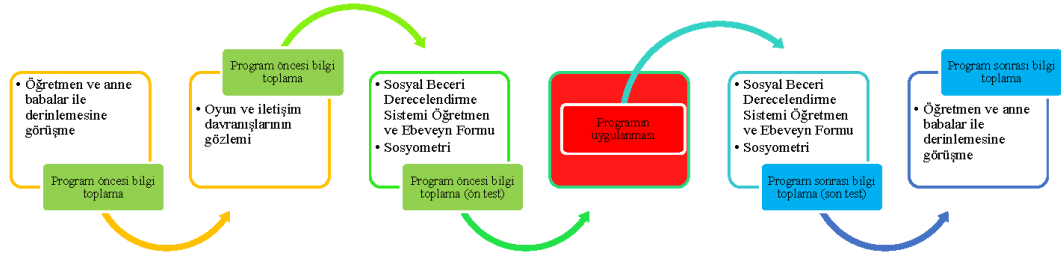 • Öğretmen ve anne
babalar ile
derinlemesine
görüşme
Program öncesi bilgi
toplama
Program öncesi bilgi
toplama
• Oyun ve iletişim
davranışlarının
gözlemi
• Sosyal Beceri
Derecelendirme
Sistemi Öğretmen
ve Ebeveyn Formu
• Sosyometri
Program öncesi bilgi
toplama (ön test)
Programın
uygulanması
• Sosyal Beceri
Derecelendirme
Sistemi Öğretmen
ve Ebeveyn Formu
• Sosyometri
Program sonrası bilgi
toplama (son test)
Program sonrası bilgi
toplama
• Öğretmen ve anne
babalar ile
derinlemesine
görüşme